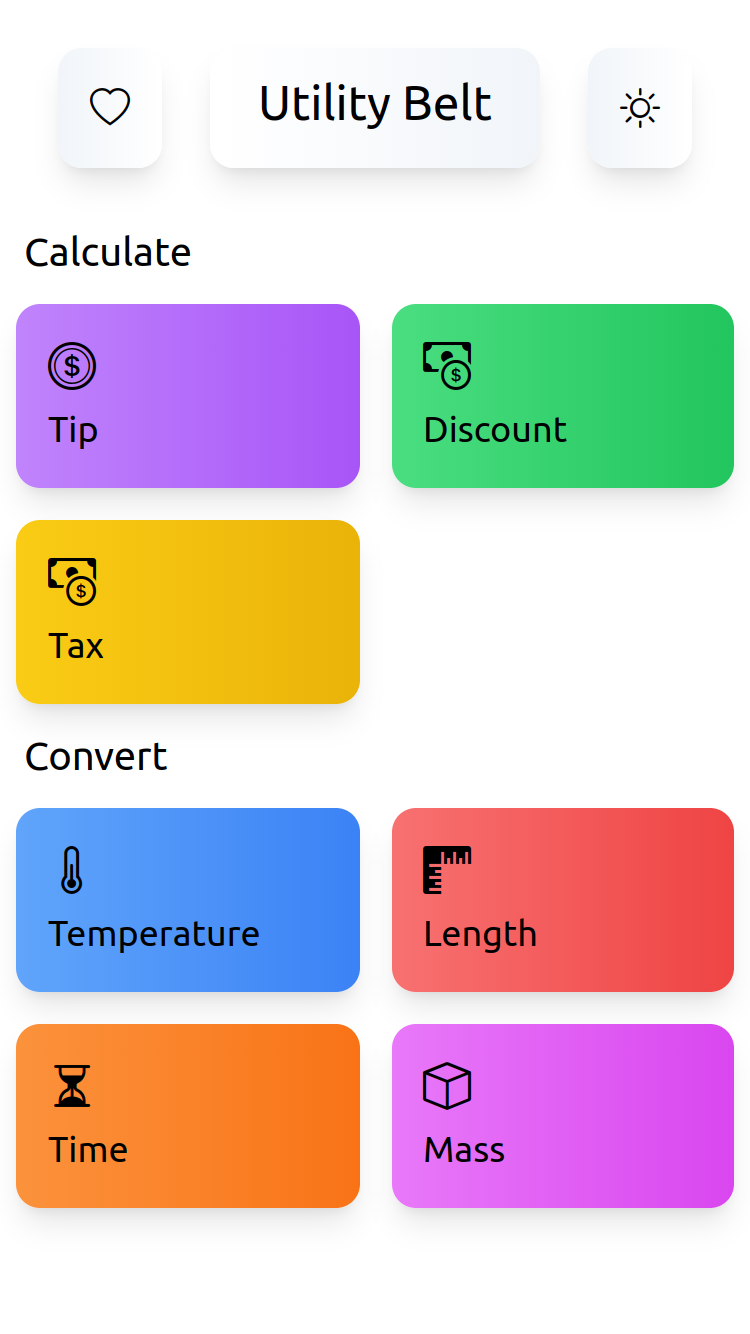 Utility Belt
Calculate
Tip
Discount
Tax
Convert
Temperature
Length
Time
Mass